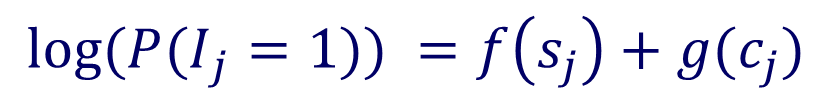 log(P(I_j = 1)) = f(s_j) + g(c_j)